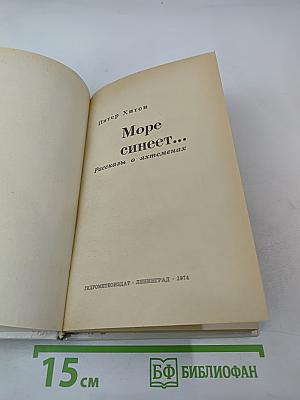 Питер Хитон
Море
синеет...
Рассказы о яхтсменах
ГИДРОМЕТЕОИЗДАТ · ЛЕНИНГРАД · 1974
15 см
БФ БИБЛИОФАН